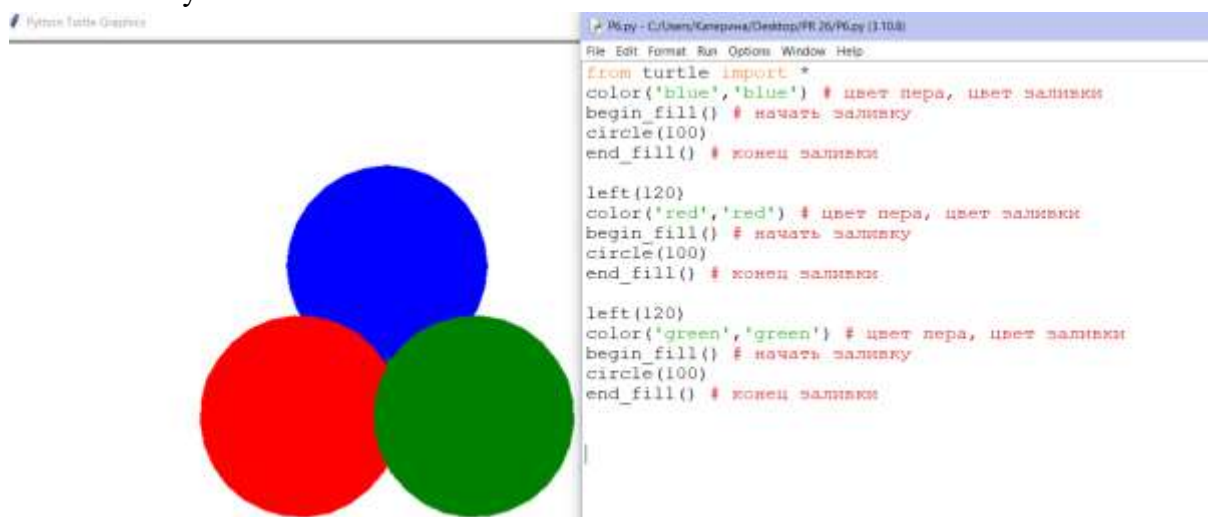 y
Python Turtle Graphics
P6.py - C:/Users/Катерина/Desktop/PR 26/P6.py (3.10.8)
File Edit Format Run Options Window Help
from turtle import *
color('blue','blue') # цвет пера, цвет заливки
begin_fill() # начать заливку
circle(100)
end_fill() # конец заливки
left(120)
color('red','red') # цвет пера, цвет заливки
begin_fill() # начать заливку
circle(100)
end_fill() # конец заливки
left(120)
color('green','green') # цвет пера, цвет заливки
begin_fill() # начать заливку
circle(100)
end_fill() # конец заливки